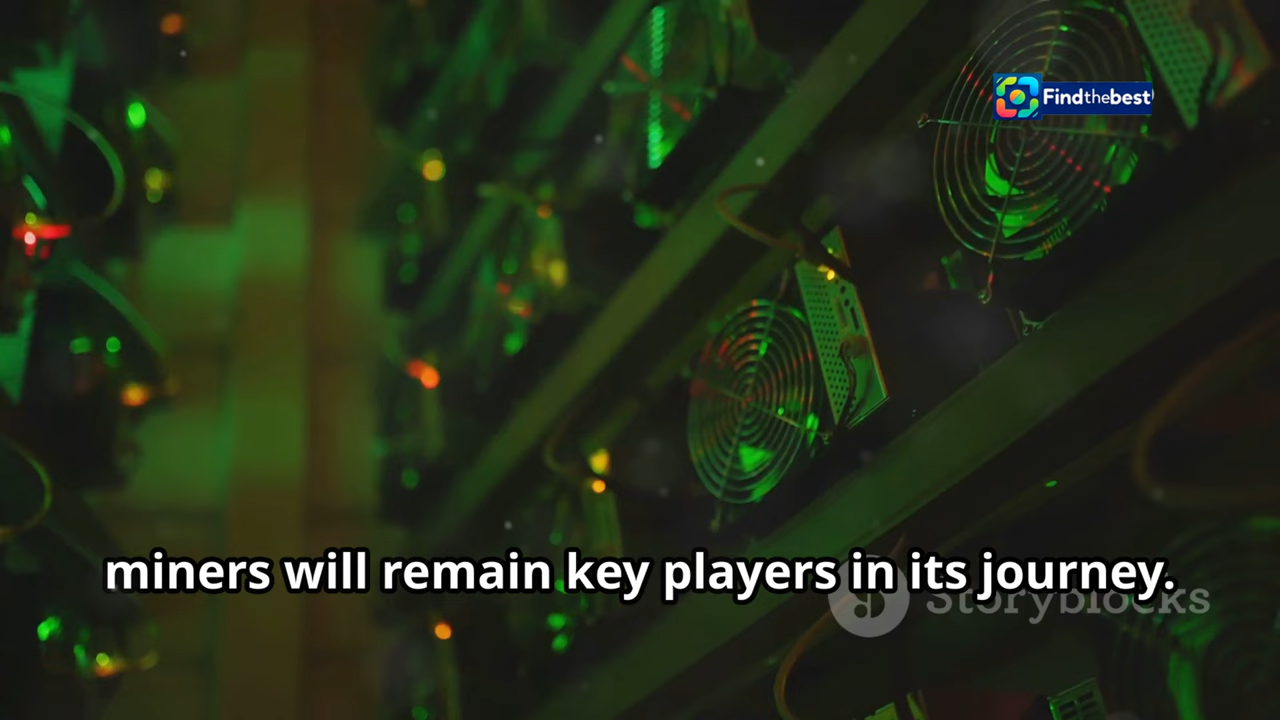 Findthebest
miners will remain key players in its journey.
Storyblocks